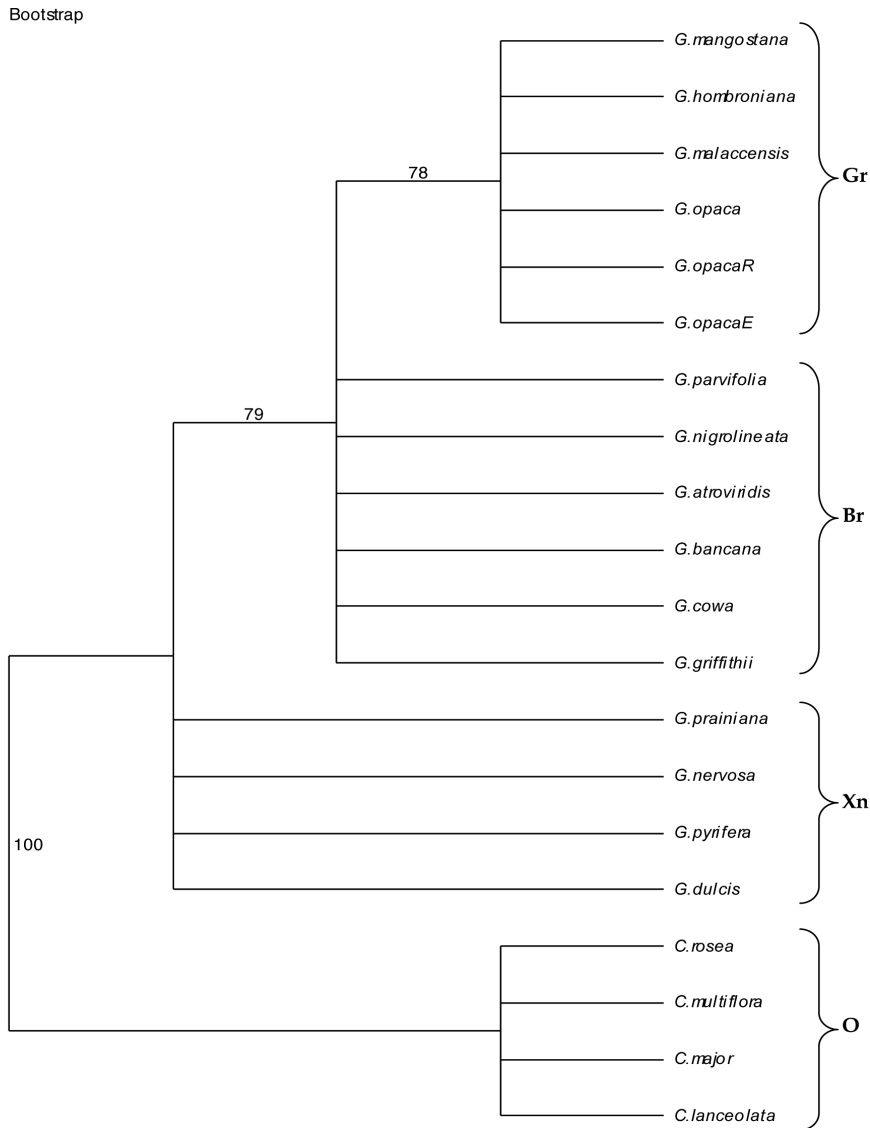 Bootstrap
G.mangostana
G.hombroniana
G.malaccensis
78
Gr
G.opaca
G.opacaR
G.opacaE
G.parvifolia
79
G.nigrolineata
G.atroviridis
Br
G.bancana
G.cowa
G.griffithii
G.prainiana
G.nervosa
Xn
G.pyrifera
100
G.dulcis
C.rosea
C.multiflora
O
C.major
C.lanceolata